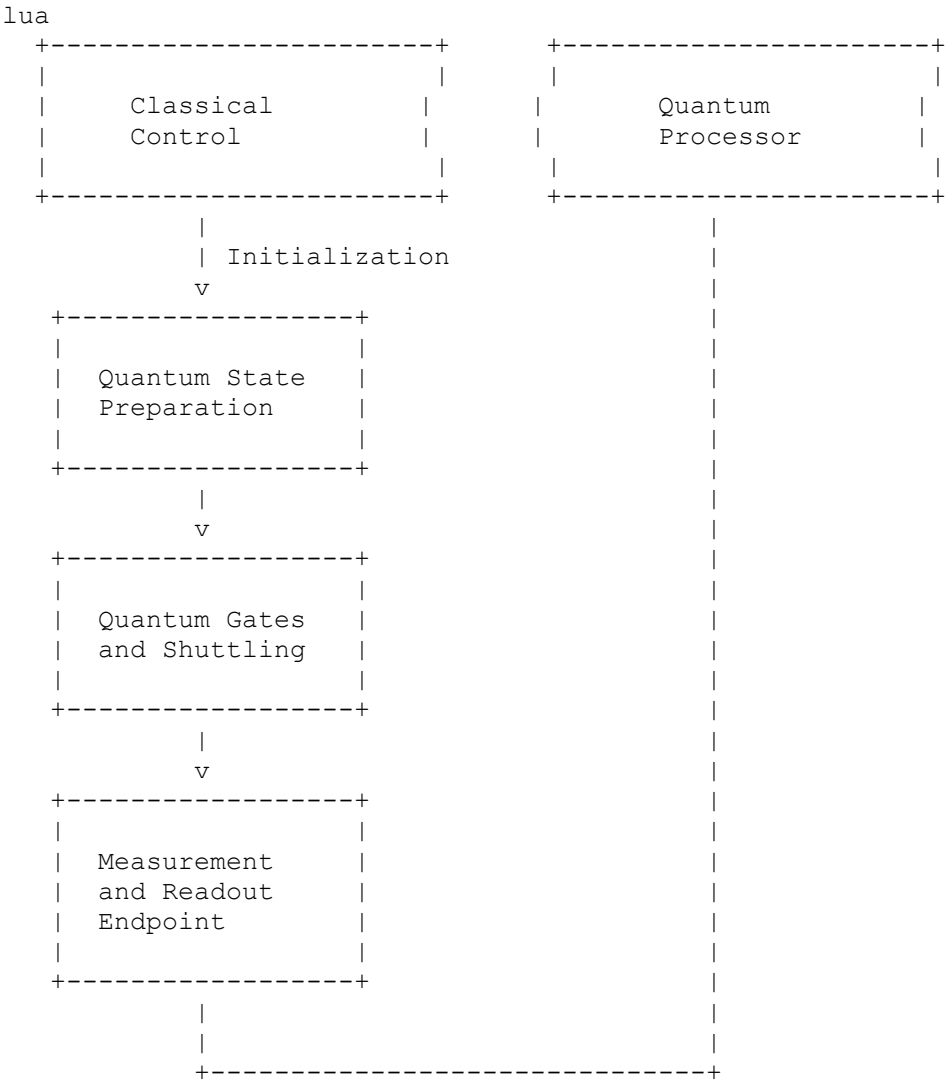 lua
Classical Quantum
Control Processor
Initialization
Quantum State
Preparation
Quantum Gates
and Shuttling
v
Measurement
and Readout
Endpoint